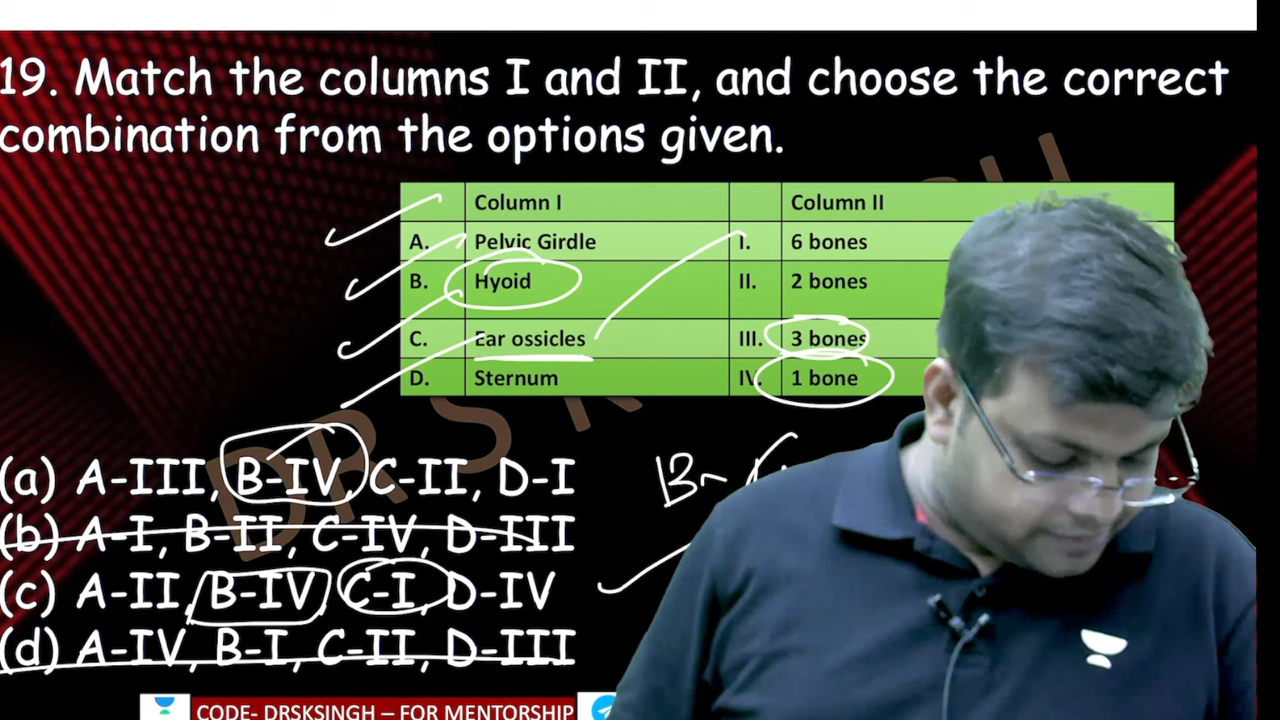 19. Match the columns I and II, and choose the correct
combination from the options given.
Column I Column II
A. Pelvic Girdle I. 6 bones
B. Hyoid II. 2 bones
C. Ear ossicles III. 3 bones
D. Sternum IV. 1 bone
(a) A-III, B-IV, C-II, D-I
(b) A-I, B-II, C-IV, D-III
(c) A-II, B-IV, C-I, D-IV
(d) A-IV, B-I, C-II, D-III
CODE- DRSKSINGH – FOR MENTORSHIP